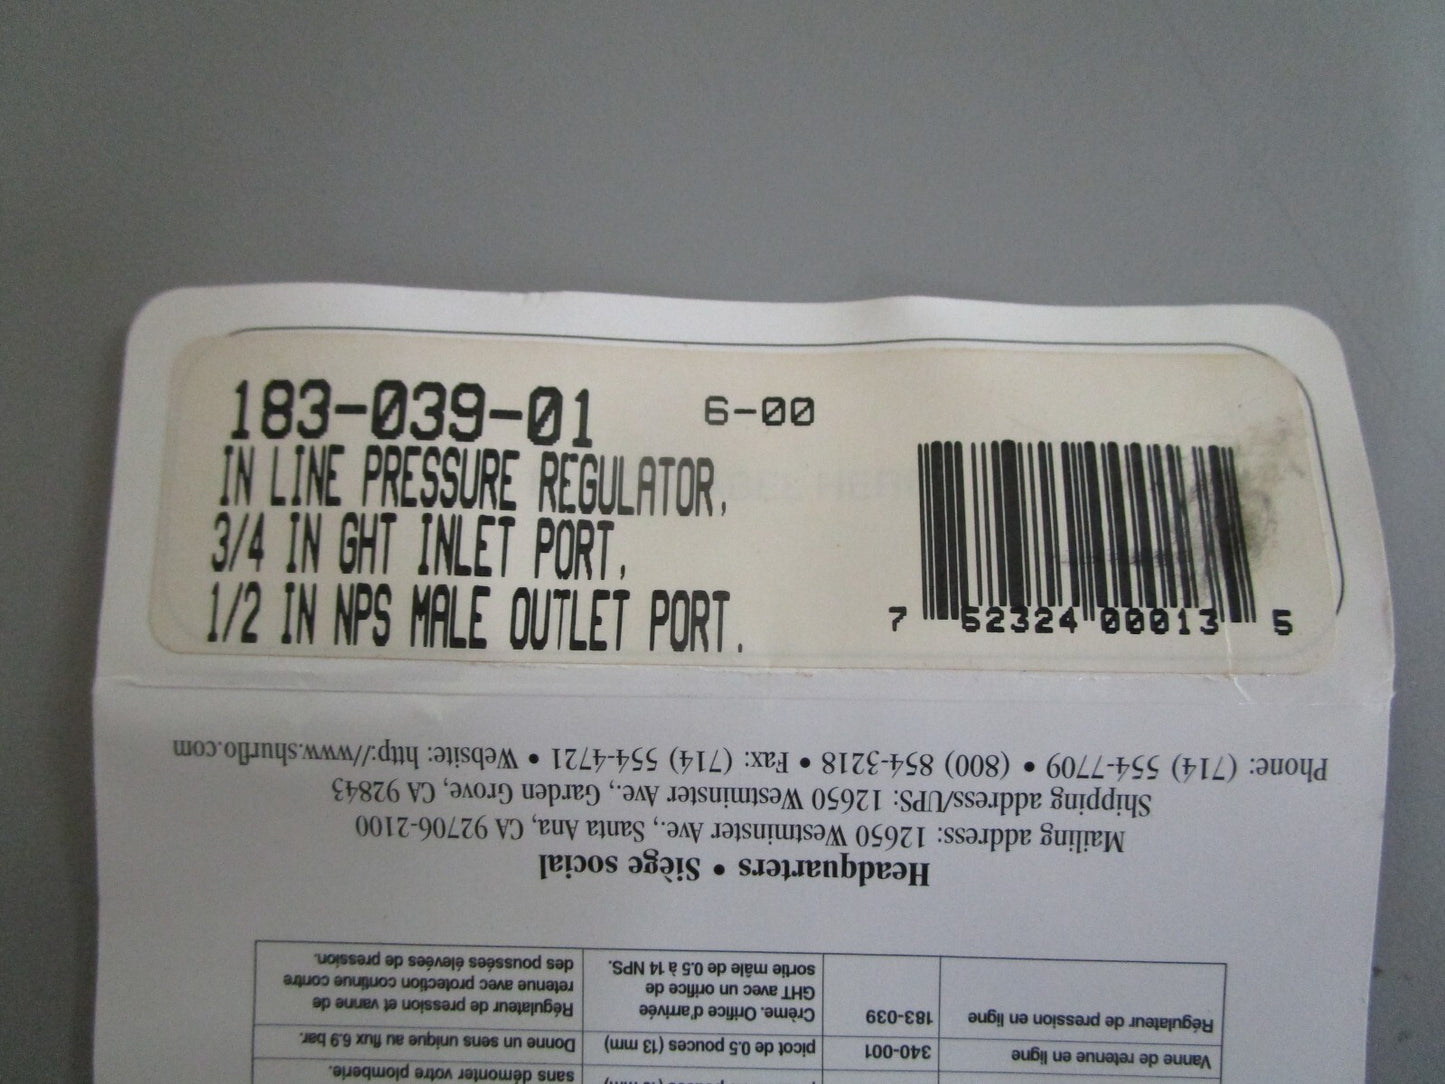 183-039-01 6-00
IN LINE PRESSURE REGULATOR,
3/4 IN GHT INLET PORT,
1/2 IN NPS MALE OUTLET PORT.
7 52324 00013 5
sans démonter votre plomberie.
Vanne de retenue en ligne 340-001 picot de 0.5 pouces (13 mm) Donne un sens unique au flux 6.9 bar.
Régulateur de pression en ligne 183-039 Crème. Orifice d'arrivée Régulateur de pression et vanne de
GHT avec un orifice de retenue avec protection continue contre
sortie mâle de 0.5 à 14 NPS. des poussées élevées de pression.
Headquarters • Siège social
Mailing address: 12650 Westminster Ave., Santa Ana, CA 92706-2100
Shipping address/UPS: 12650 Westminster Ave., Garden Grove, CA 92843
Phone: (714) 554-7709 • (800) 854-3218 • Fax: (714) 554-4721 • Website: http://www.shurflo.com